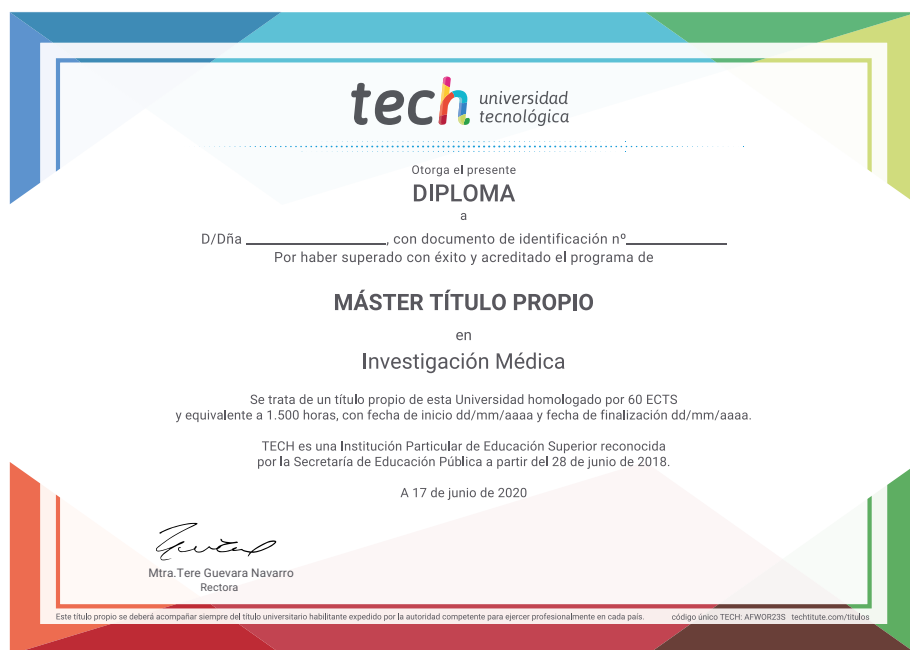 tech universidad
tecnológica
Otorga el presente
DIPLOMA
a
D/Dña ________________, con documento de identificación nº____________
Por haber superado con éxito y acreditado el programa de
MÁSTER TÍTULO PROPIO
en
Investigación Médica
Se trata de un título propio de esta Universidad homologado por 60 ECTS
y equivalente a 1.500 horas, con fecha de inicio dd/mm/aaaa y fecha de finalización dd/mm/aaaa.
TECH es una Institución Particular de Educación Superior reconocida
por la Secretaría de Educación Pública a partir del 28 de junio de 2018.
A 17 de junio de 2020
Mtra.Tere Guevara Navarro
Rectora
Este título propio se deberá acompañar siempre del título universitario habilitante expedido por la autoridad competente para ejercer profesionalmente en cada país. código único TECH: AFWOR23S techtitute.com/titulos